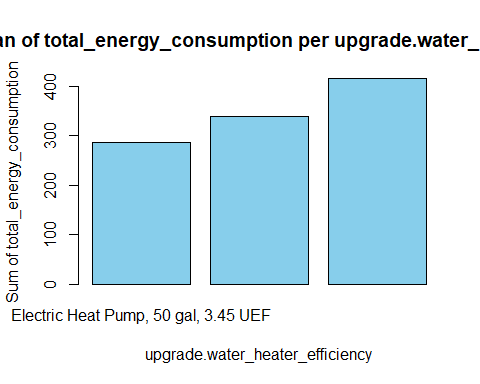 an of total_energy_consumption per upgrade.water_
Sum of total_energy_consumption
400
300
200
100
0
Electric Heat Pump, 50 gal, 3.45 UEF
upgrade.water_heater_efficiency